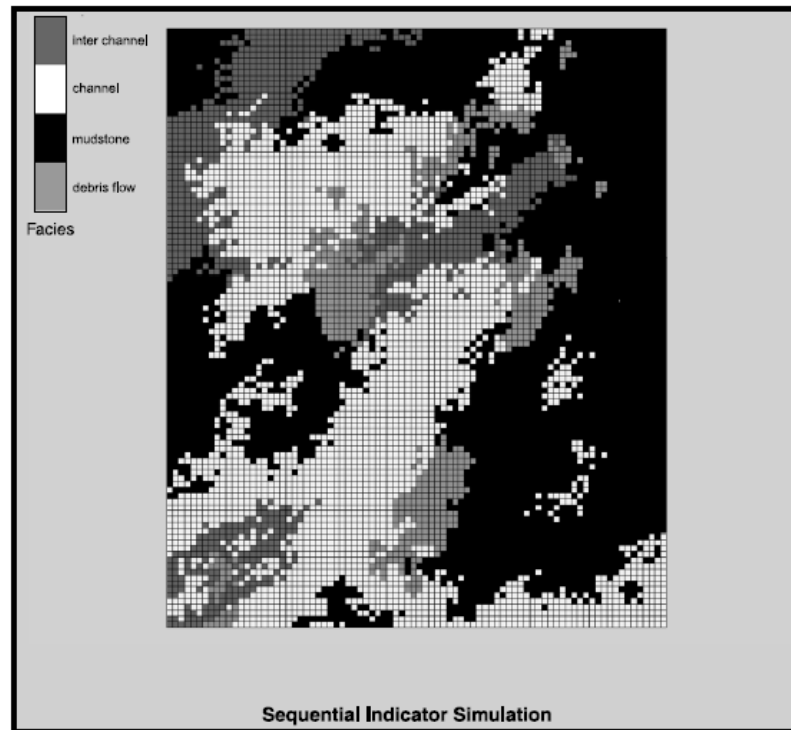 inter channel
channel
mudstone
debris flow
Facies
Sequential Indicator Simulation